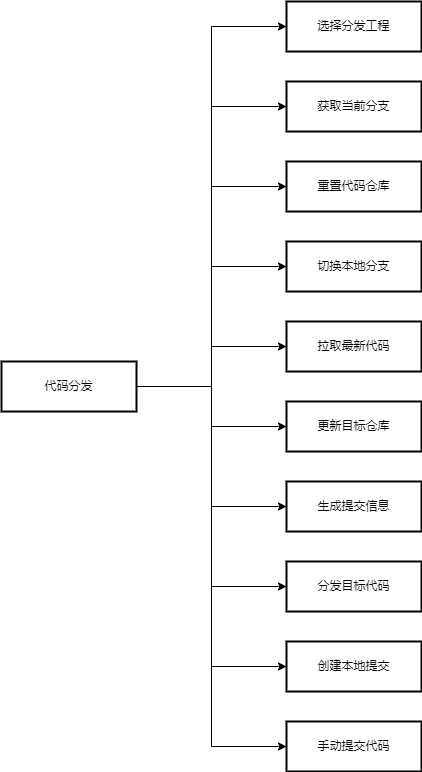 选择分发工程
获取当前分支
重置代码仓库
切换本地分支
拉取最新代码
代码分发
更新目标仓库
生成提交信息
分发目标代码
创建本地提交
手动提交代码